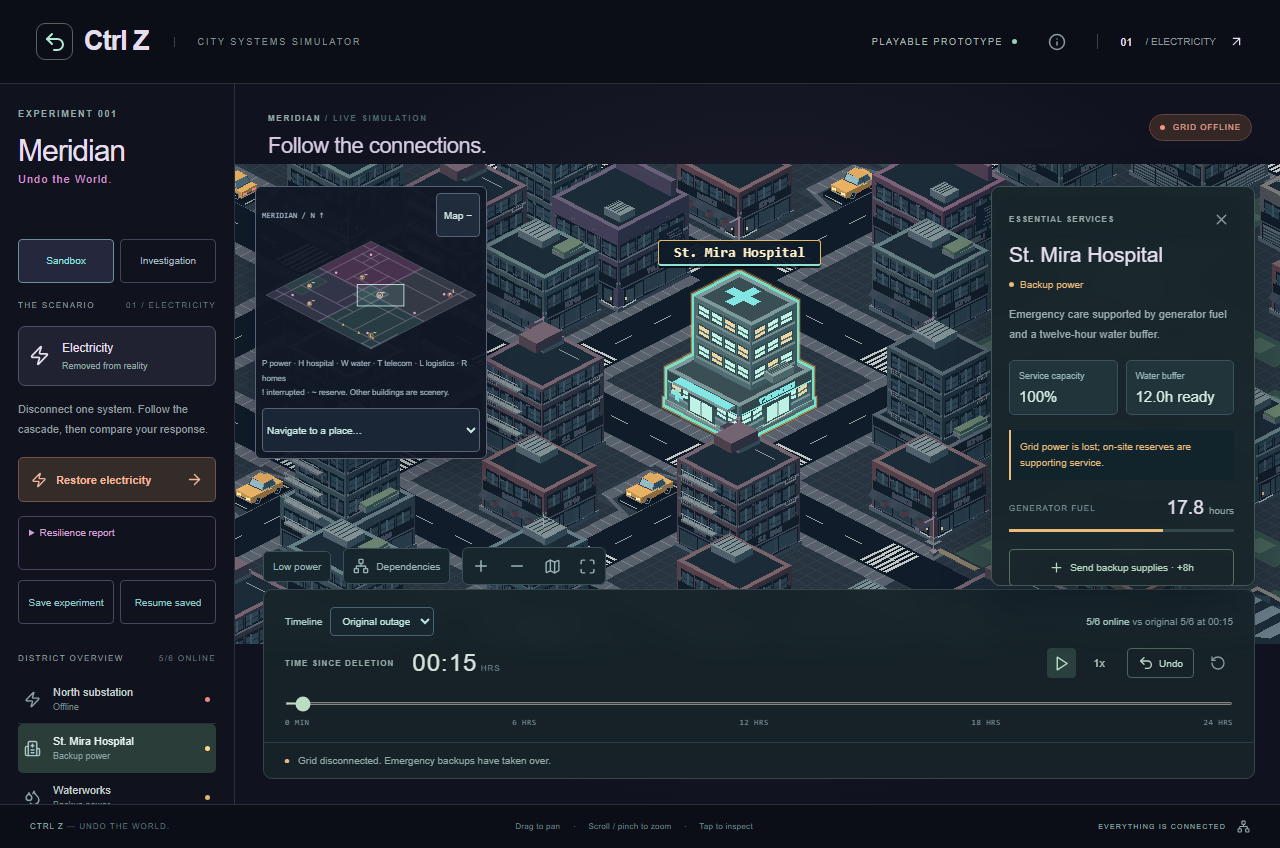 Ctrl Z
CITY SYSTEMS SIMULATOR
PLAYABLE PROTOTYPE
01 / ELECTRICITY
EXPERIMENT 001
Meridian
Undo the World.
Sandbox
Investigation
THE SCENARIO
01 / ELECTRICITY
Electricity
Removed from reality
Disconnect one system. Follow the
cascade, then compare your response.
Restore electricity
Resilience report
Save experiment
Resume saved
DISTRICT OVERVIEW
5/6 ONLINE
North substation
Offline
St. Mira Hospital
Backup power
Waterworks
Backup power
MERIDIAN / LIVE SIMULATION
Follow the connections.
GRID OFFLINE
MERIDIAN / N ↑
Map −
P power · H hospital · W water · T telecom · L logistics · R
homes
! interrupted · ~ reserve. Other buildings are scenery.
Navigate to a place...
St. Mira Hospital
ESSENTIAL SERVICES
St. Mira Hospital
Backup power
Emergency care supported by generator fuel
and a twelve-hour water buffer.
Service capacity
100%
Water buffer
12.0h ready
Grid power is lost; on-site reserves are
supporting service.
GENERATOR FUEL
17.8 hours
Send backup supplies · +8h
Low power
Dependencies
Timeline
Original outage
5/6 online vs original 5/6 at 00:15
TIME SINCE DELETION
00:15 HRS
1x
Undo
0 MIN
6 HRS
12 HRS
18 HRS
24 HRS
Grid disconnected. Emergency backups have taken over.
CTRL Z — UNDO THE WORLD.
Drag to pan · Scroll / pinch to zoom · Tap to inspect
EVERYTHING IS CONNECTED